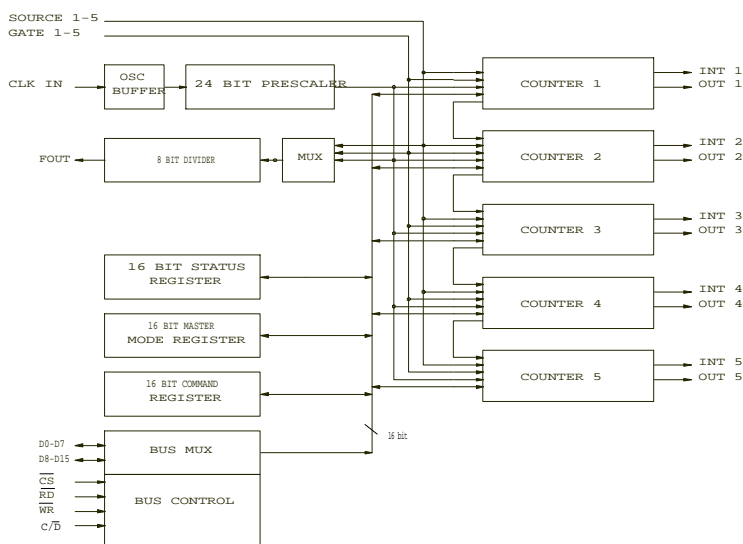 SOURCE 1-5
GATE 1-5
CLK IN
OSC
BUFFER
24 BIT PRESCALER
COUNTER 1
INT 1
OUT 1
FOUT
8 BIT DIVIDER
MUX
COUNTER 2
INT 2
OUT 2
COUNTER 3
INT 3
OUT 3
16 BIT STATUS
REGISTER
COUNTER 4
INT 4
OUT 4
16 BIT MASTER
MODE REGISTER
COUNTER 5
INT 5
OUT 5
16 BIT COMMAND
REGISTER
16 bit
D0-D7
D8-D15
BUS MUX
C̅S̅
R̅D̅
W̅R̅
C/D̅
BUS CONTROL